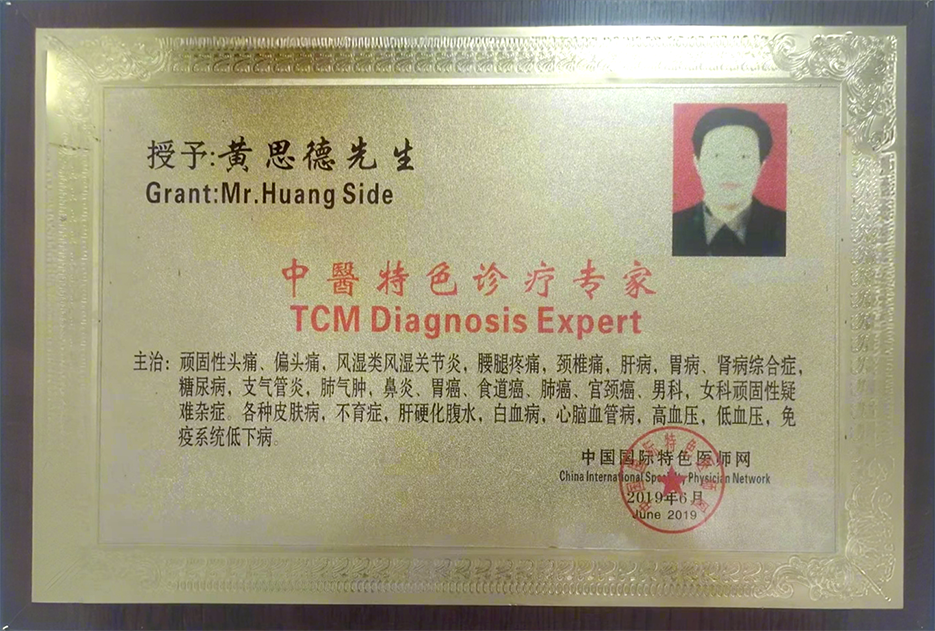 授予:黄思德先生
Grant:Mr.Huang Side
中醫特色诊疗专家
TCM Diagnosis Expert
主治：顽固性头痛、偏头痛，风湿类风湿关节炎，腰腿疼痛，颈椎痛，肝病，胃病、肾病综合症，
糖尿病，支气管炎，肺气肿，鼻炎、胃癌、食道癌、肺癌、宫颈癌、男科，女科顽固性疑
难杂症。各种皮肤病，不育症，肝硬化腹水，白血病，心脑血管病，高血压，低血压，免
疫系统低下病。
中国国际特色医师网
China International Specialty Physician Network
2019年6月
June 2019